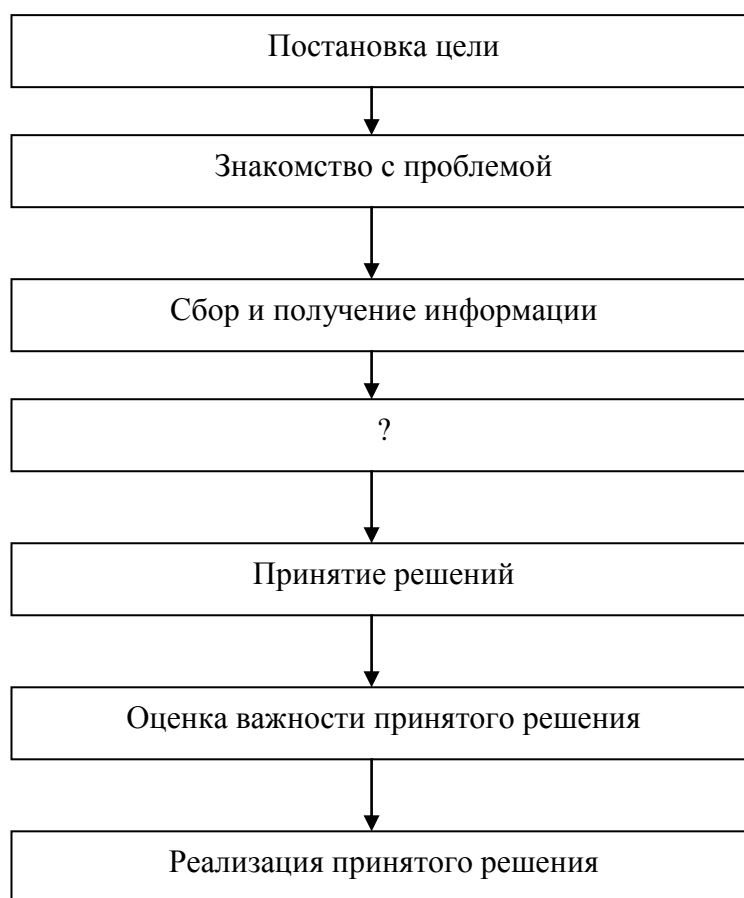 Постановка цели
Знакомство с проблемой
Сбор и получение информации
?
Принятие решений
Оценка важности принятого решения
Реализация принятого решения